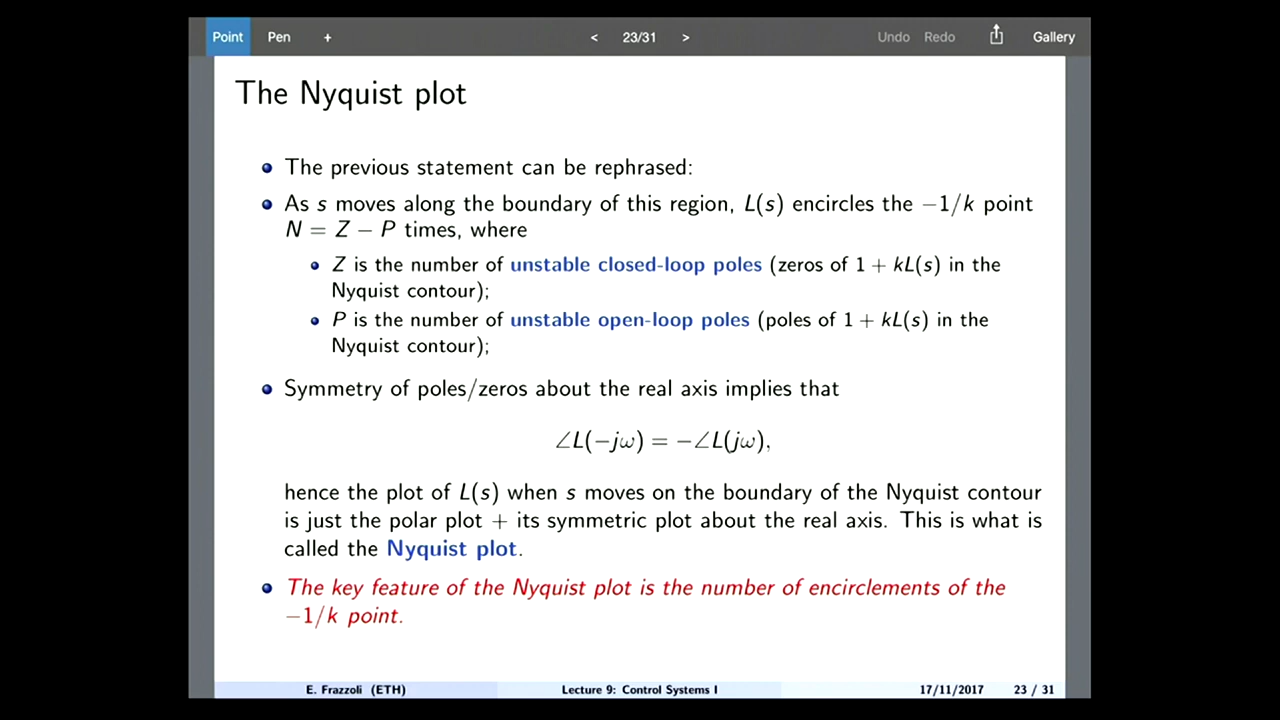 Point Pen + < 23/31 > Undo Redo Gallery
The Nyquist plot
The previous statement can be rephrased:
As s moves along the boundary of this region, L(s) encircles the −1/k point
N = Z − P times, where
Z is the number of unstable closed-loop poles (zeros of 1 + kL(s) in the
Nyquist contour);
P is the number of unstable open-loop poles (poles of 1 + kL(s) in the
Nyquist contour);
Symmetry of poles/zeros about the real axis implies that
∠L(−jω) = −∠L(jω),
hence the plot of L(s) when s moves on the boundary of the Nyquist contour
is just the polar plot + its symmetric plot about the real axis. This is what is
called the Nyquist plot.
The key feature of the Nyquist plot is the number of encirclements of the
−1/k point.
E. Frazzoli (ETH) Lecture 9: Control Systems I 17/11/2017 23 / 31